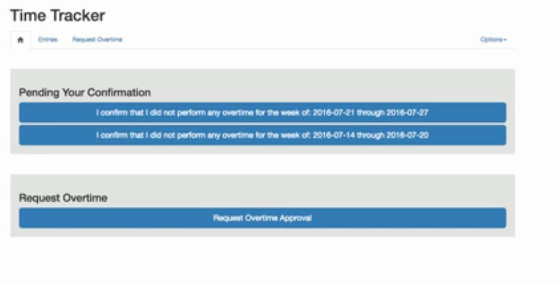 Time Tracker
Entries
Request Overtime
Options
Pending Your Confirmation
I confirm that I did not perform any overtime for the week of: 2016-07-21 through 2016-07-27
I confirm that I did not perform any overtime for the week of: 2016-07-14 through 2016-07-20
Request Overtime
Request Overtime Approval